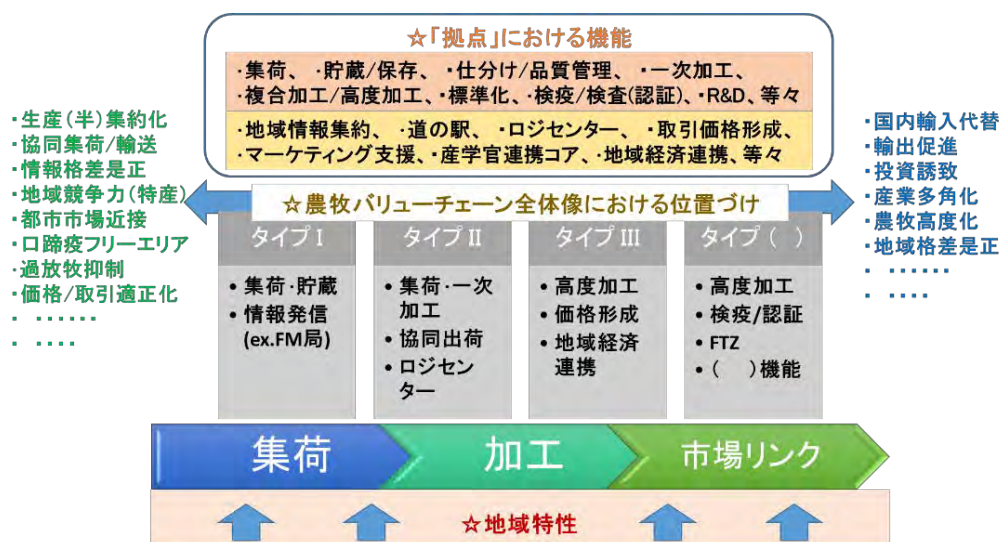 ☆「拠点」における機能
・集荷、 ・貯蔵/保存、 ・仕分け/品質管理、 ・一次加工、
・複合加工/高度加工、・標準化、・検疫/検査(認証)、・R&D、等々
・地域情報集約、 ・道の駅、 ・ロジセンター、 ・取引価格形成、
・マーケティング支援、・産学官連携コア、・地域経済連携、等々
・生産(半)集約化
・協同集荷/輸送
・情報格差是正
・地域競争力(特産)
・都市市場近接
・口蹄疫フリーエリア
・過放牧抑制
・価格/取引適正化
・ ・・・・・・
・ ・・・・
・国内輸入代替
・輸出促進
・投資誘致
・産業多角化
・農牧高度化
・地域格差是正
・ ・・・・・・
・ ・・・・
☆農牧バリューチェーン全体像における位置づけ
タイプ I
• 集荷・貯蔵
• 情報発信
(ex.FM局)
タイプ II
• 集荷・一次
加工
• 協同出荷
• ロジセン
ター
タイプ III
• 高度加工
• 価格形成
• 地域経済
連携
タイプ ( )
• 高度加工
• 検疫/認証
• FTZ
• ( )機能
集荷
加工
市場リンク
☆地域特性